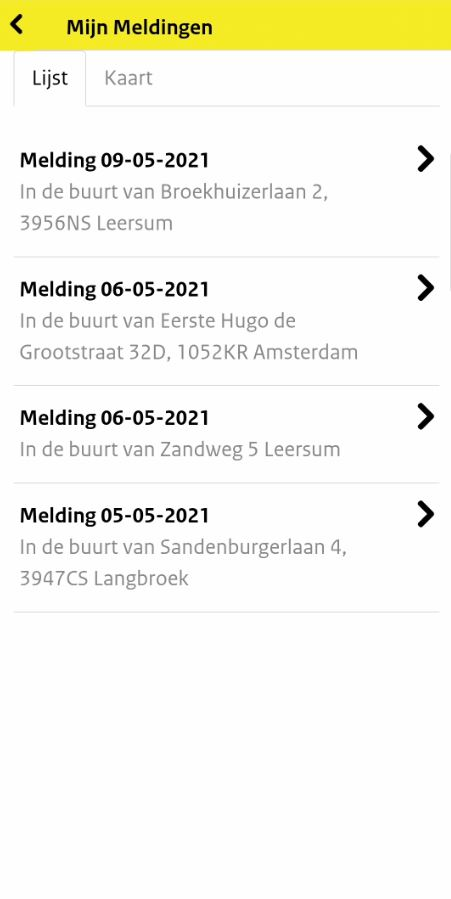 Mijn Meldingen
Lijst
Kaart
Melding 09-05-2021
In de buurt van Broekhuizerlaan 2,
3956NS Leersum
Melding 06-05-2021
In de buurt van Eerste Hugo de
Grootstraat 32D, 1052KR Amsterdam
Melding 06-05-2021
In de buurt van Zandweg 5 Leersum
Melding 05-05-2021
In de buurt van Sandenburgerlaan 4,
3947CS Langbroek